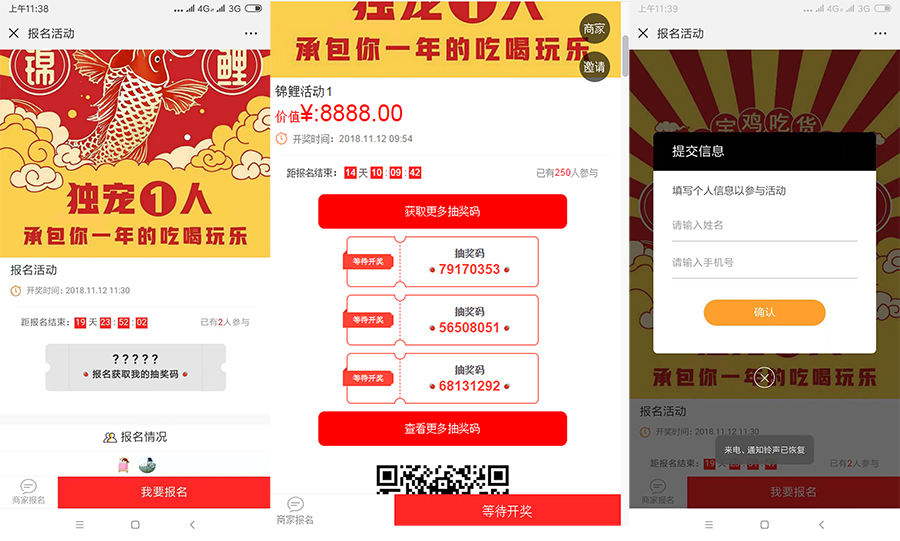 上午11:38
4G
3G
报名活动
锦
鲤
独宠1人
承包你一年的吃喝玩乐
报名活动
开奖时间：2018.11.12 11:30
距报名结束： 19 天 23 : 52 : 02
已有2人参与
?????
报名获取我的抽奖码
报名情况
商家报名
我要报名
独宠1人
承包你一年的吃喝玩乐
商家
邀请
锦鲤活动1
价值¥:8888.00
开奖时间：2018.11.12 09:54
距报名结束： 14 天 10 : 09 : 42
已有250人参与
获取更多抽奖码
等待开奖
抽奖码
79170353
等待开奖
抽奖码
56508051
等待开奖
抽奖码
68131292
查看更多抽奖码
商家报名
等待开奖
上午11:39
4G
3G
报名活动
宝鸡吃货
提交信息
填写个人信息以参与活动
请输入姓名
请输入手机号
确认
承包你一年的吃喝玩乐
报名活动
开奖时间：2018.11.12 11:30
来电、通知铃声已恢复
距报名结束： 19 天
已有2人参与
商家报名
我要报名